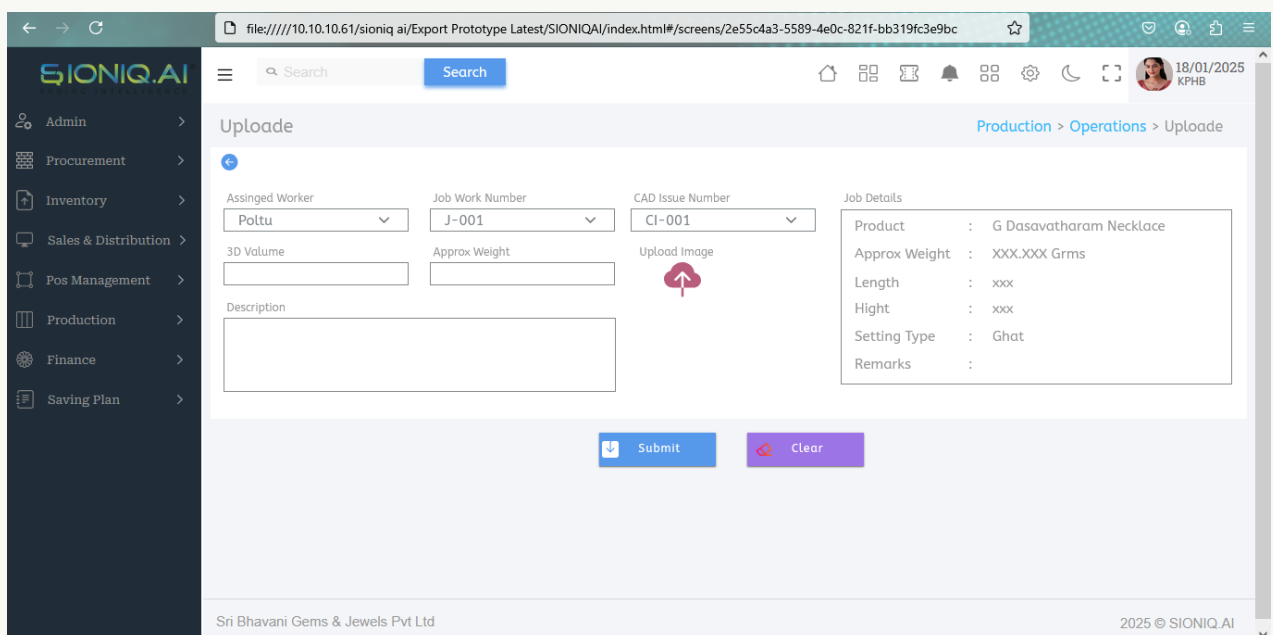 file://///10.10.10.61/sioniq ai/Export Prototype Latest/SIONIQAI/index.html#/screens/2e55c4a3-5589-4e0c-821f-bb319fc3e9bc
SIONIQ.AI
Search
Search
18/01/2025
KPHB
Admin
Procurement
Inventory
Sales & Distribution
Pos Management
Production
Finance
Saving Plan
Uploade
Production > Operations > Uploade
Assinged Worker
Poltu
Job Work Number
J-001
CAD Issue Number
CI-001
3D Valume
Approx Weight
Upload Image
Description
Job Details
Product : G Dasavatharam Necklace
Approx Weight : XXX.XXX Grms
Length : xxx
Hight : xxx
Setting Type : Ghat
Remarks :
Submit
Clear
Sri Bhavani Gems & Jewels Pvt Ltd
2025 © SIONIQ.AI